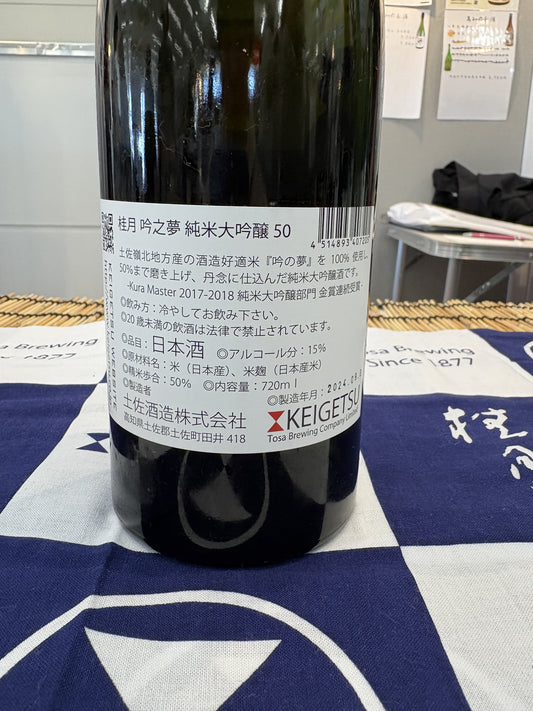 桂月 吟之夢 純米大吟醸 50
土佐嶺北地方産の酒造好適米『吟の夢』を 100% 使用し、
50%まで磨き上げ、丹念に仕込んだ純米大吟醸酒です。
-Kura Master 2017-2018 純米大吟醸部門 金賞連続受賞-
◎飲み方：冷やしてお飲み下さい。
◎20 歳未満の飲酒は法律で禁止されています。
◎品目：日本酒 ◎アルコール分：15%
◎原材料名：米（日本産）、米麹（日本産米）
◎精米歩合：50% ◎内容量：720ml
◎製造者
◎製造年月：2024.09.
土佐酒造株式会社
高知県土佐郡土佐町田井 418
KEIGETSU
Tosa Brewing Company Limited
4 514893 407205
KEIGETSU WEBSITE
Tosa Brewing
Since 1877
1877
桂月